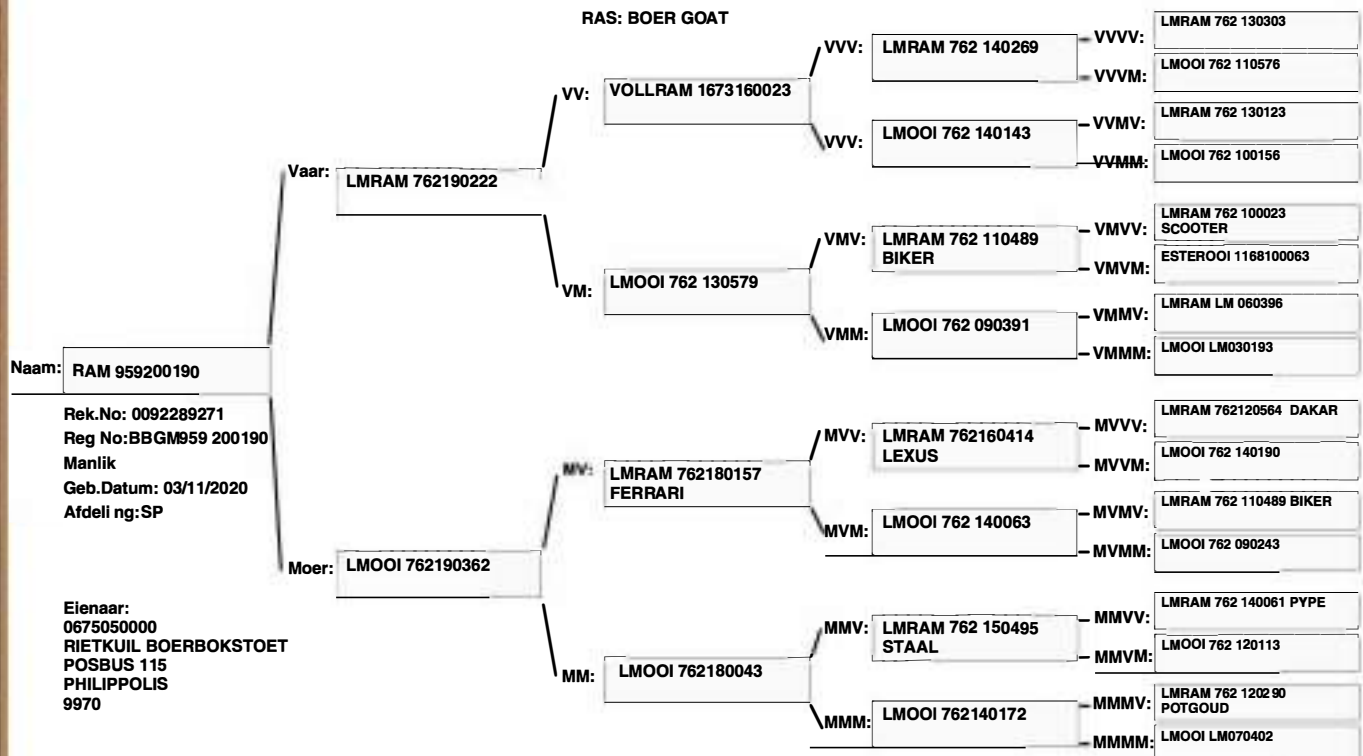 RAS: BOER GOAT
Naam: RAM 959200190
Rek.No: 0092289271
Reg No:BBGM959 200190
Manlik
Geb.Datum: 03/11/2020
Afdeli ng:SP
Eienaar:
0675050000
RIETKUIL BOERBOKSTOET
POSBUS 115
PHILIPPOLIS
9970
Vaar: LMRAM 762190222
Moer: LMOOI 762190362
VV: VOLLRAM 1673160023
VM: LMOOI 762 130579
MV: LMRAM 762180157
FERRARI
MM: LMOOI 762180043
VVV: LMRAM 762 140269
VVV: LMOOI 762 140143
VMV: LMRAM 762 110489
BIKER
VMM: LMOOI 762 090391
MVV: LMRAM 762160414
LEXUS
MVM: LMOOI 762 140063
MMV: LMRAM 762 150495
STAAL
MMM: LMOOI 762140172
VVVV: LMRAM 762 130303
VVVM: LMOOI 762 110576
VVMV: LMRAM 762 130123
VVMM: LMOOI 762 100156
VMVV: LMRAM 762 100023
SCOOTER
VMVM: ESTEROOI 1168100063
VMMV: LMRAM LM 060396
VMMM: LMOOI LM030193
MVVV: LMRAM 762120564 DAKAR
MVVM: LMOOI 762 140190
MVMV: LMRAM 762 110489 BIKER
MVMM: LMOOI 762 090243
MMVV: LMRAM 762 140061 PYPE
MMVM: LMOOI 762 120113
MMMV: LMRAM 762 120290
POTGOUD
MMMM: LMOOI LM070402